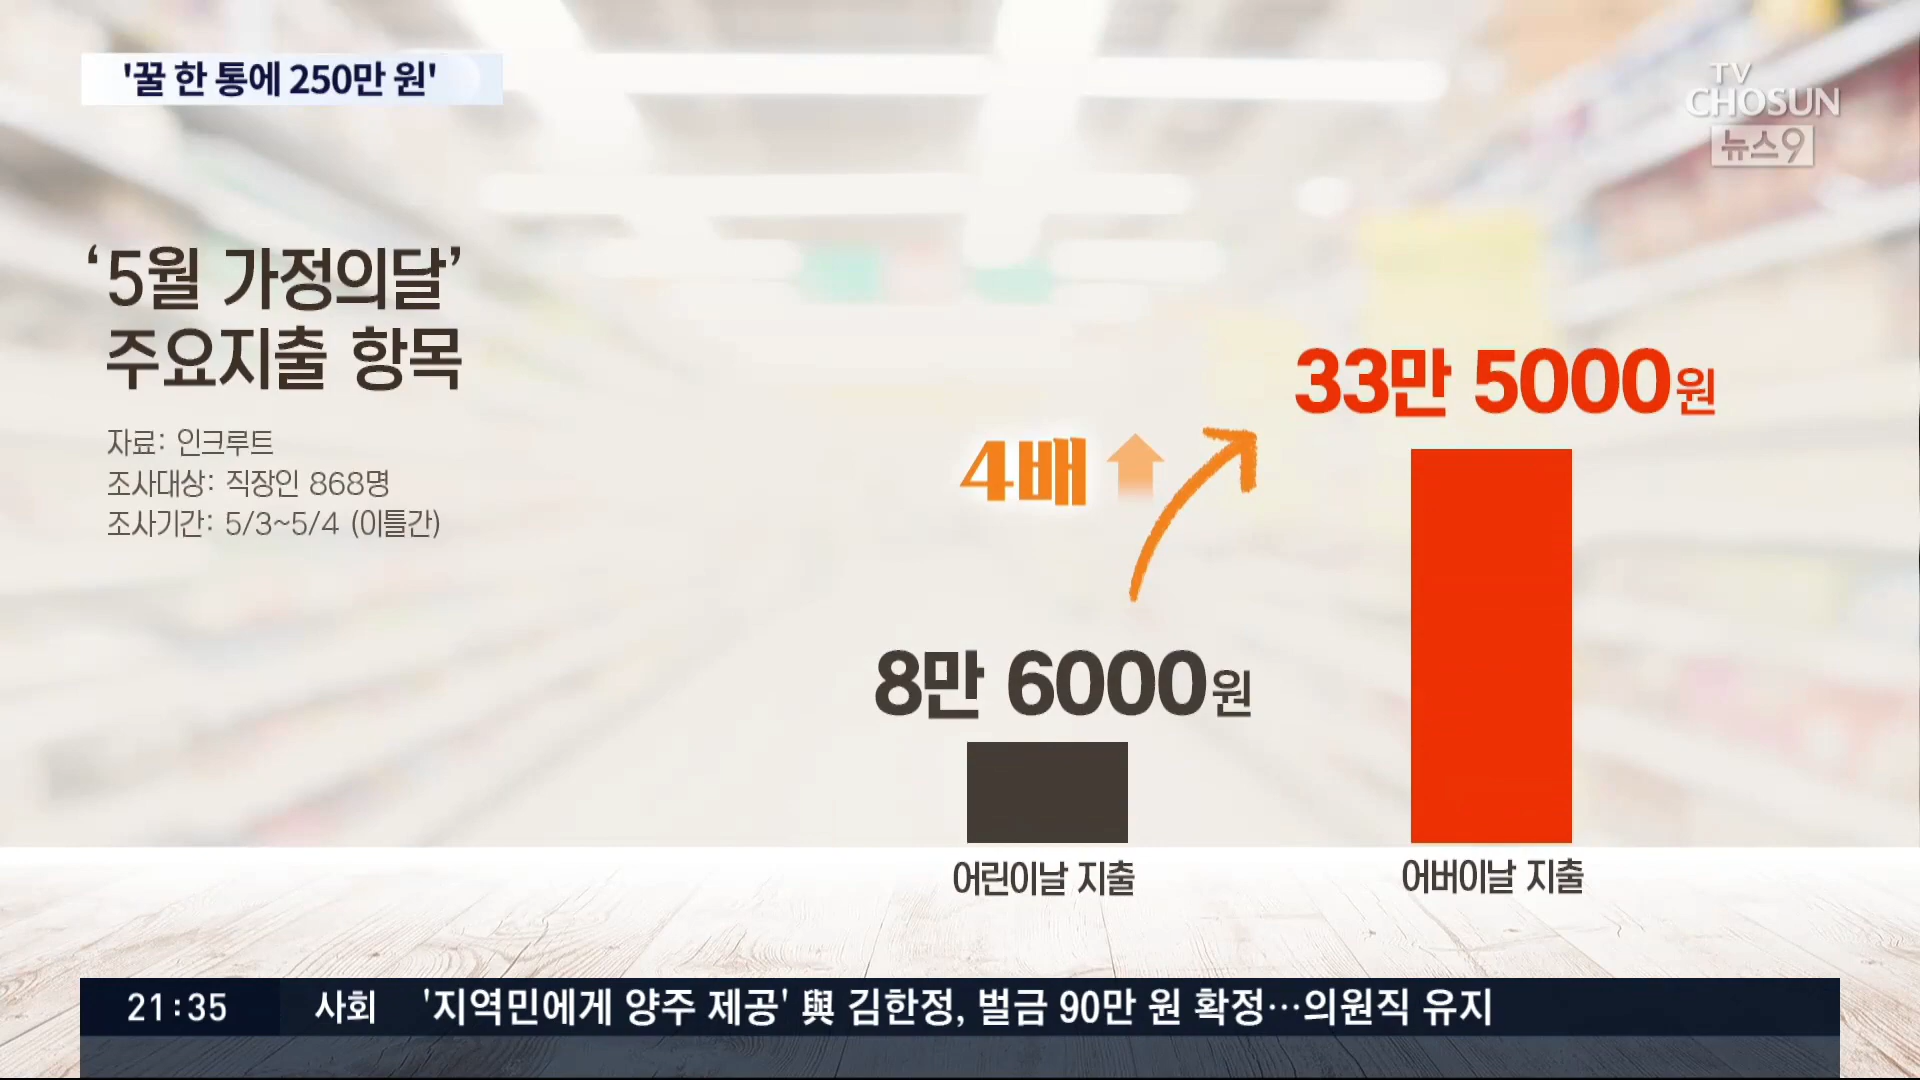 '꿀 한 통에 250만 원'
TV
CHOSUN
뉴스9
‘5월 가정의달’
주요지출 항목
자료: 인크루트
조사대상: 직장인 868명
조사기간: 5/3~5/4 (이틀간)
33만 5000원
4배
8만 6000원
어린이날 지출
어버이날 지출
21:35 사회 '지역민에게 양주 제공' 與 김한정, 벌금 90만 원 확정…의원직 유지